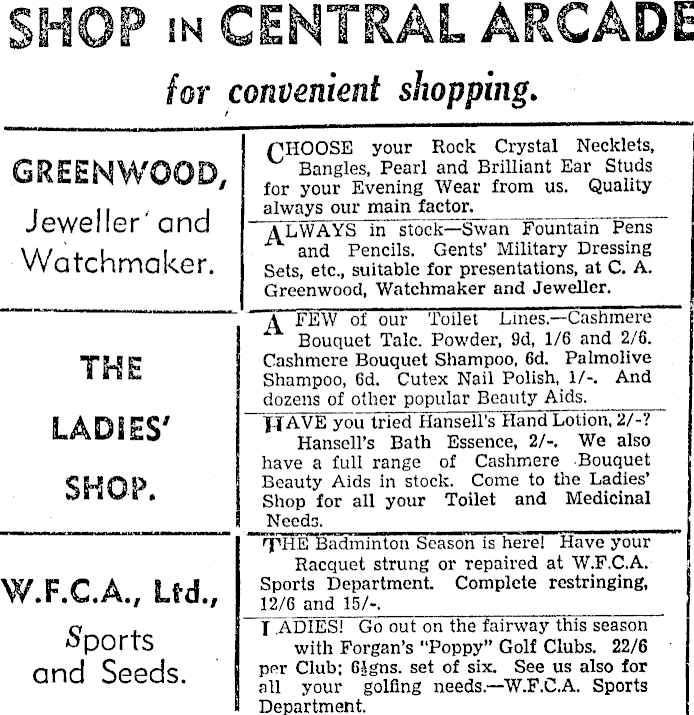 SHOP IN CENTRAL ARCADE
for convenient shopping.
GREENWOOD,
Jeweller and
Watchmaker.
CHOOSE your Rock Crystal Necklets,
Bangles, Pearl and Brilliant Ear Studs
for your Evening Wear from us. Quality
always our main factor.
ALWAYS in stock—Swan Fountain Pens
and Pencils. Gents' Military Dressing
Sets, etc., suitable for presentations, at C. A.
Greenwood, Watchmaker and Jeweller.
THE
LADIES'
SHOP.
A FEW of our Toilet Lines.—Cashmere
Bouquet Talc. Powder, 9d, 1/6 and 2/6.
Cashmere Bouquet Shampoo, 6d. Palmolive
Shampoo, 6d. Cutex Nail Polish, 1/-. And
dozens of other popular Beauty Aids.
HAVE you tried Hansell's Hand Lotion, 2/-?
Hansell's Bath Essence, 2/-. We also
have a full range of Cashmere Bouquet
Beauty Aids in stock. Come to the Ladies'
Shop for all your Toilet and Medicinal
Needs.
W.F.C.A., Ltd.,
Sports
and Seeds.
THE Badminton Season is here! Have your
Racquet strung or repaired at W.F.C.A.
Sports Department. Complete restringing,
12/6 and 15/-.
LADIES! Go out on the fairway this season
with Forgan's "Poppy" Golf Clubs. 22/6
per Club; 6½gns. set of six. See us also for
all your golfing needs.—W.F.C.A. Sports
Department.